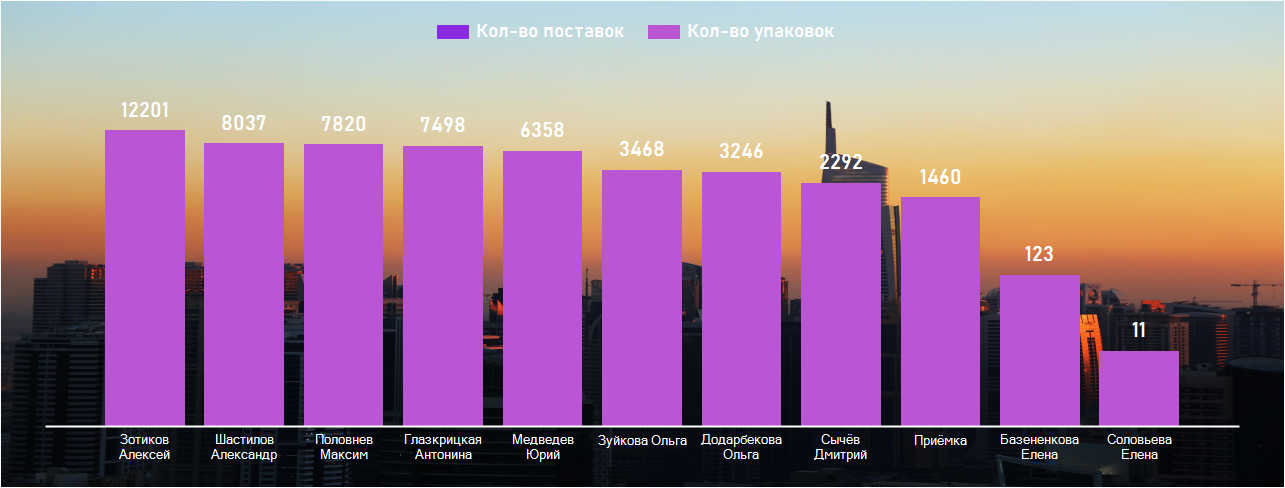 Кол-во поставок Кол-во упаковок
12201 8037 7820 7498 6358 3468 3246 2292 1460 123 11
Зотиков Алексей
Шастилов Александр
Половнев Максим
Глазкрицкая Антонина
Медведев Юрий
Зуйкова Ольга
Додарбекова Ольга
Сычёв Дмитрий
Приёмка
Базененкова Елена
Соловьева Елена